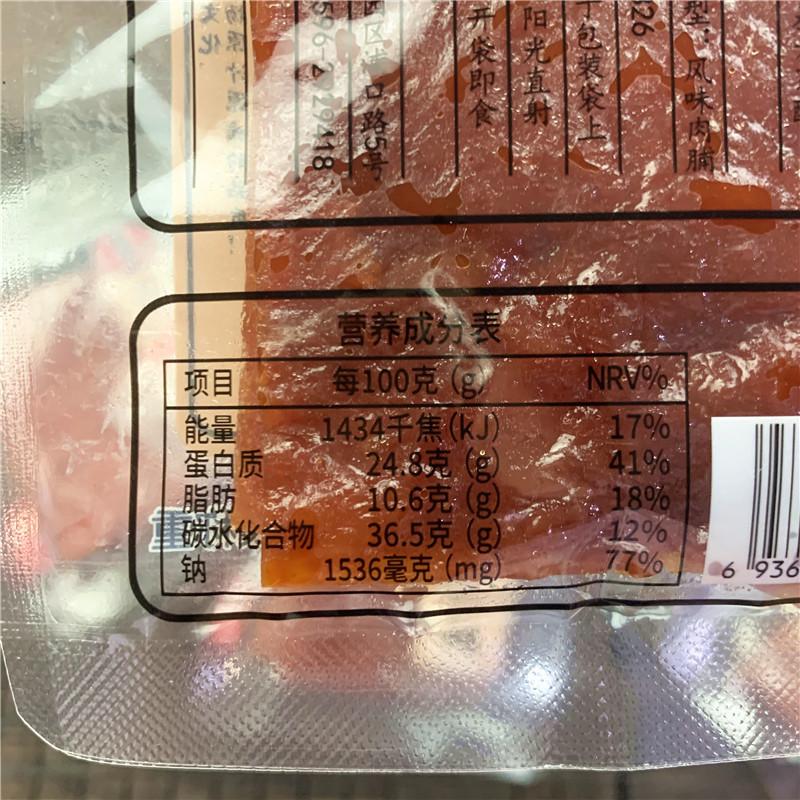 型：风味肉脯
26
包装袋上
阳光直射
开袋即食
口路5号
营养成分表
项目 每100克（g） NRV%
能量 1434千焦(kJ) 17%
蛋白质 24.8克（g） 41%
脂肪 10.6克（g） 18%
碳水化合物 36.5克（g） 12%
钠 1536毫克（mg） 77%
6 936